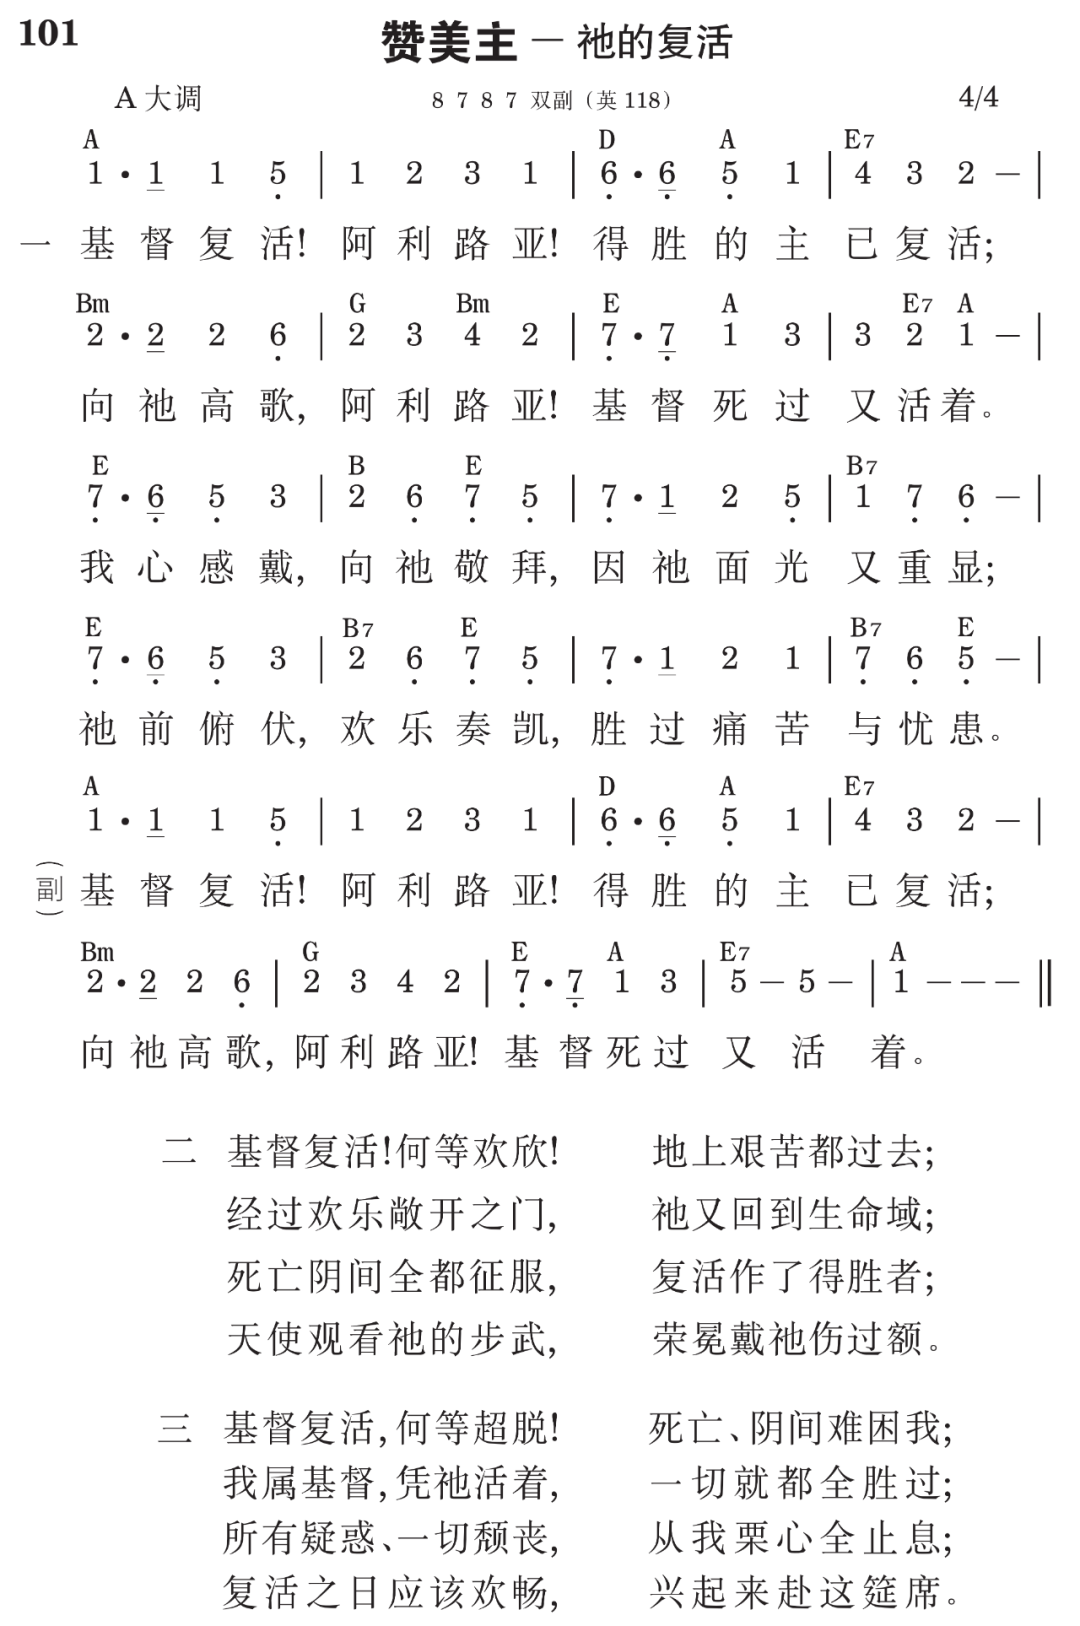 101 赞美主 — 祂的复活
A 大调 8 7 8 7 双副（英 118） 4/4
A D A E7
1 · 1 1 5 | 1 2 3 1 | 6 · 6 5 1 | 4 3 2 — |
一 基督复活！阿利路亚！得胜的主已复活；
Bm G Bm E A E7 A
2 · 2 2 6 | 2 3 4 2 | 7 · 7 1 3 | 3 2 1 — |
向祂高歌，阿利路亚！基督死过又活着。
E B E B7
7 · 6 5 3 | 2 6 7 5 | 7 · 1 2 5 | 1 7 6 — |
我心感戴，向祂敬拜，因祂面光又重显；
E B7 E B7 E
7 · 6 5 3 | 2 6 7 5 | 7 · 1 2 1 | 7 6 5 — |
祂前俯伏，欢乐奏凯，胜过痛苦与忧患。
A D A E7
1 · 1 1 5 | 1 2 3 1 | 6 · 6 5 1 | 4 3 2 — |
（副）基督复活！阿利路亚！得胜的主已复活；
Bm G E A E7 A
2 · 2 2 6 | 2 3 4 2 | 7 · 7 1 3 | 5 — 5 — | 1 — — — ‖
向祂高歌，阿利路亚！基督死过又活着。
二 基督复活！何等欢欣！ 地上艰苦都过去；
经过欢乐敞开之门， 祂又回到生命域；
死亡阴间全都征服， 复活作了得胜者；
天使观看祂的步武， 荣冕戴祂伤过额。
三 基督复活，何等超脱！ 死亡、阴间难困我；
我属基督，凭祂活着， 一切就都全胜过；
所有疑惑、一切颓丧， 从我栗心全止息；
复活之日应该欢畅， 兴起来赴这筵席。